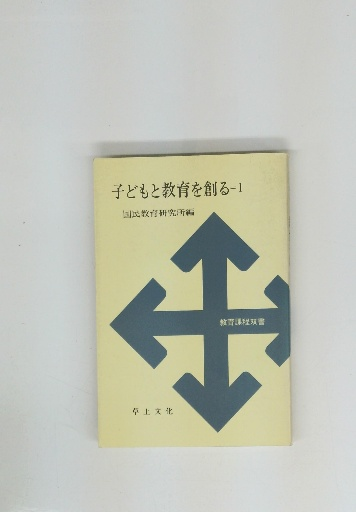 子どもと教育を創る-1
国民教育研究所編
教育課程双書
草土文化